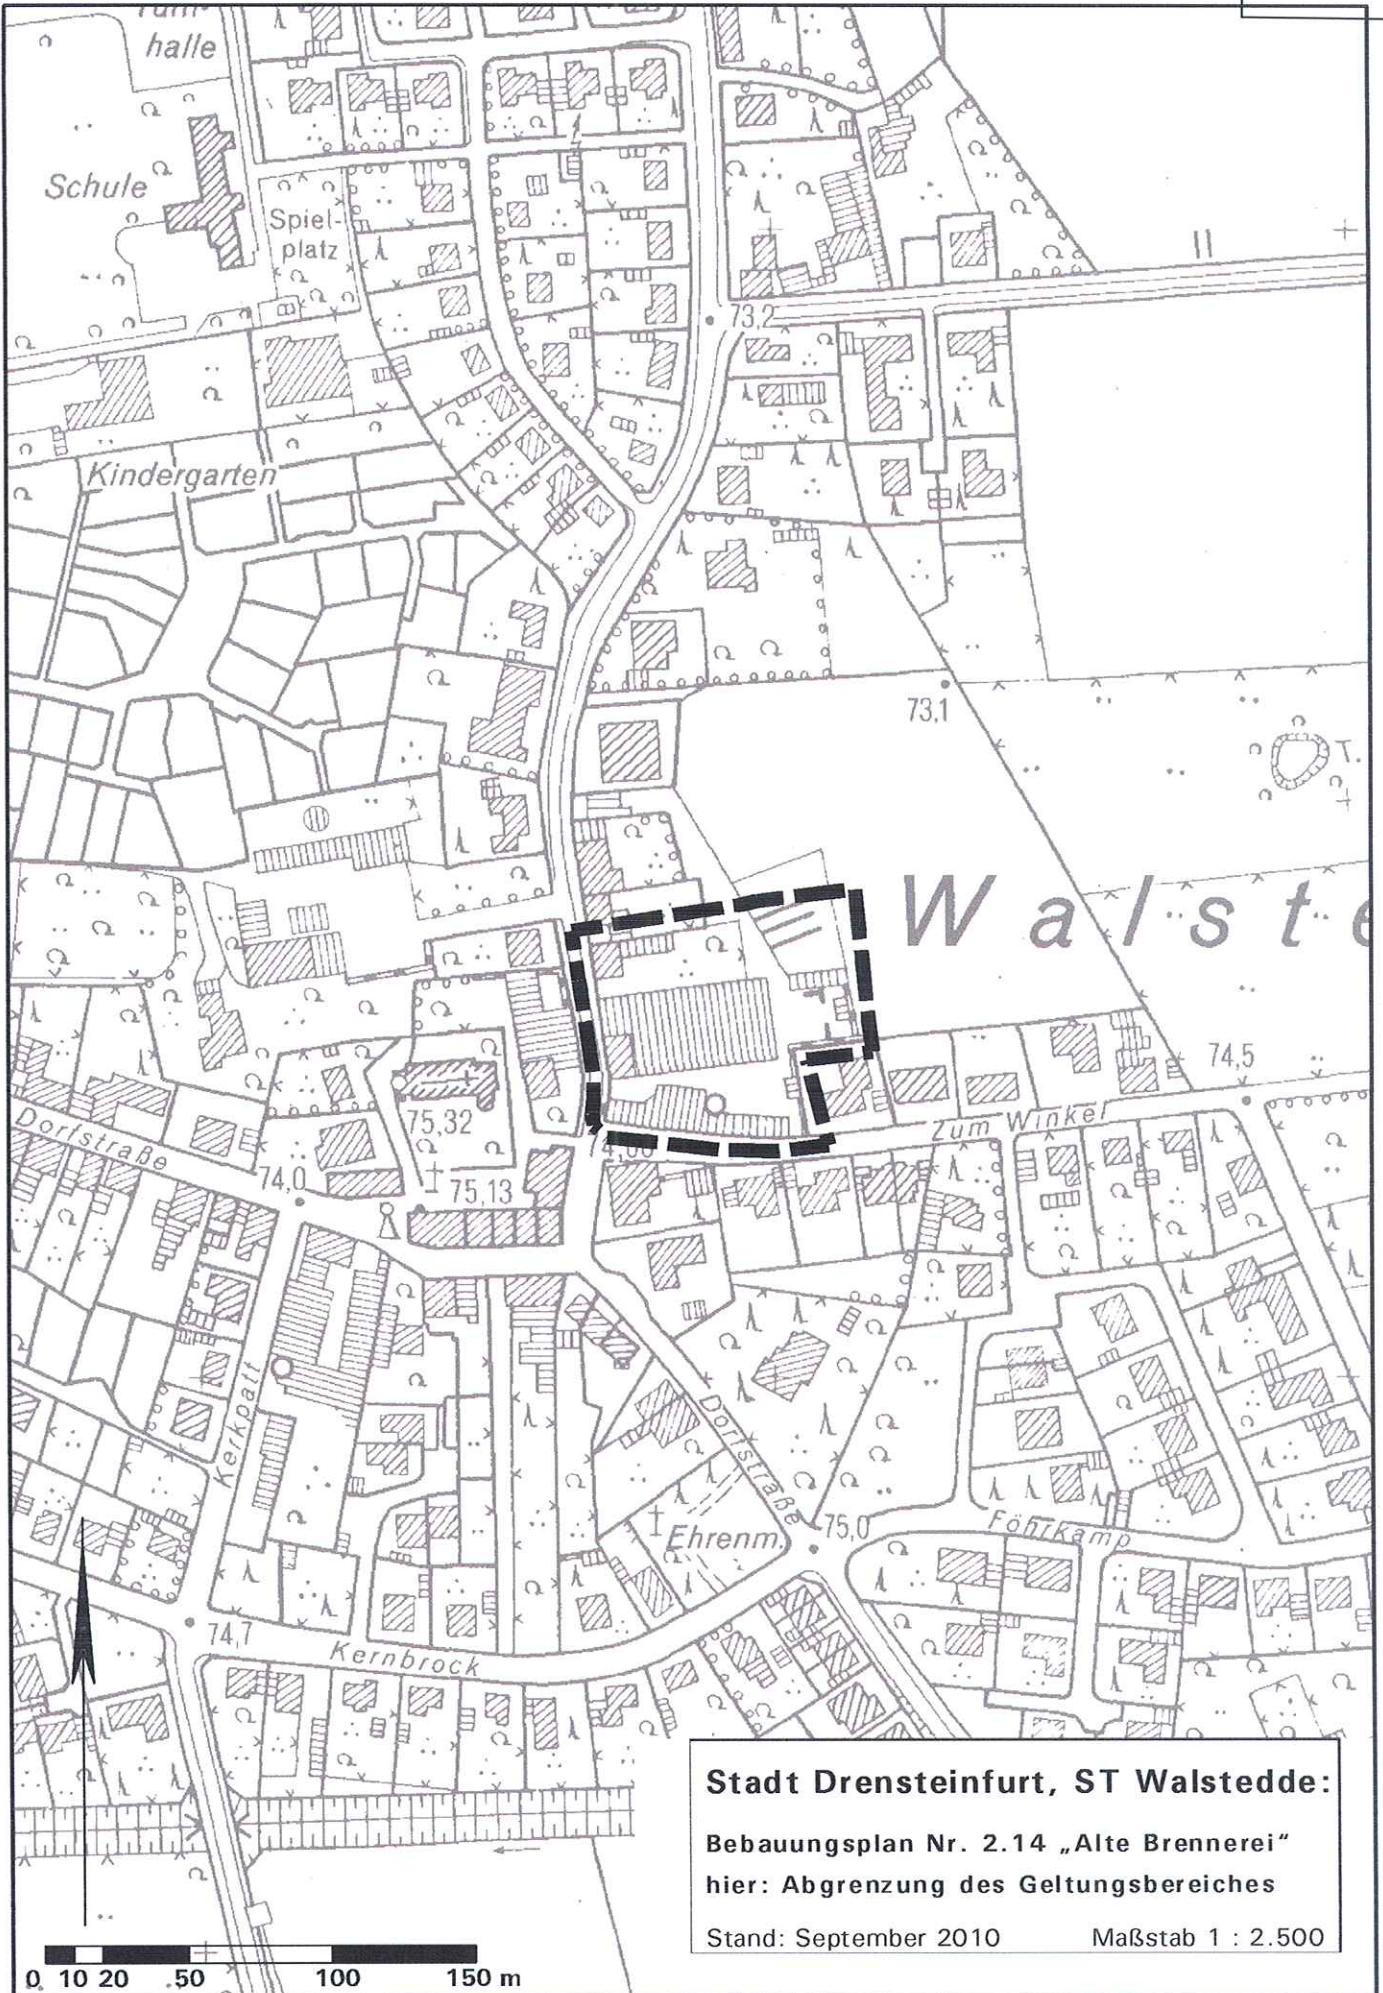 halle
Schule
Spiel-
platz
73,2
Kindergarten
73,1
T.
Walste
74,5
Zum Winkel
75,32
Dorfstraße
74,0
75,13
Kerkpatt
Dorfstraße
Ehrenm.
75,0
Föhrkamp
74,7
Kernbrock
Stadt Drensteinfurt, ST Walstedde:
Bebauungsplan Nr. 2.14 „Alte Brennerei“
hier: Abgrenzung des Geltungsbereiches
Stand: September 2010 Maßstab 1 : 2.500
0 10 20 50 100 150 m